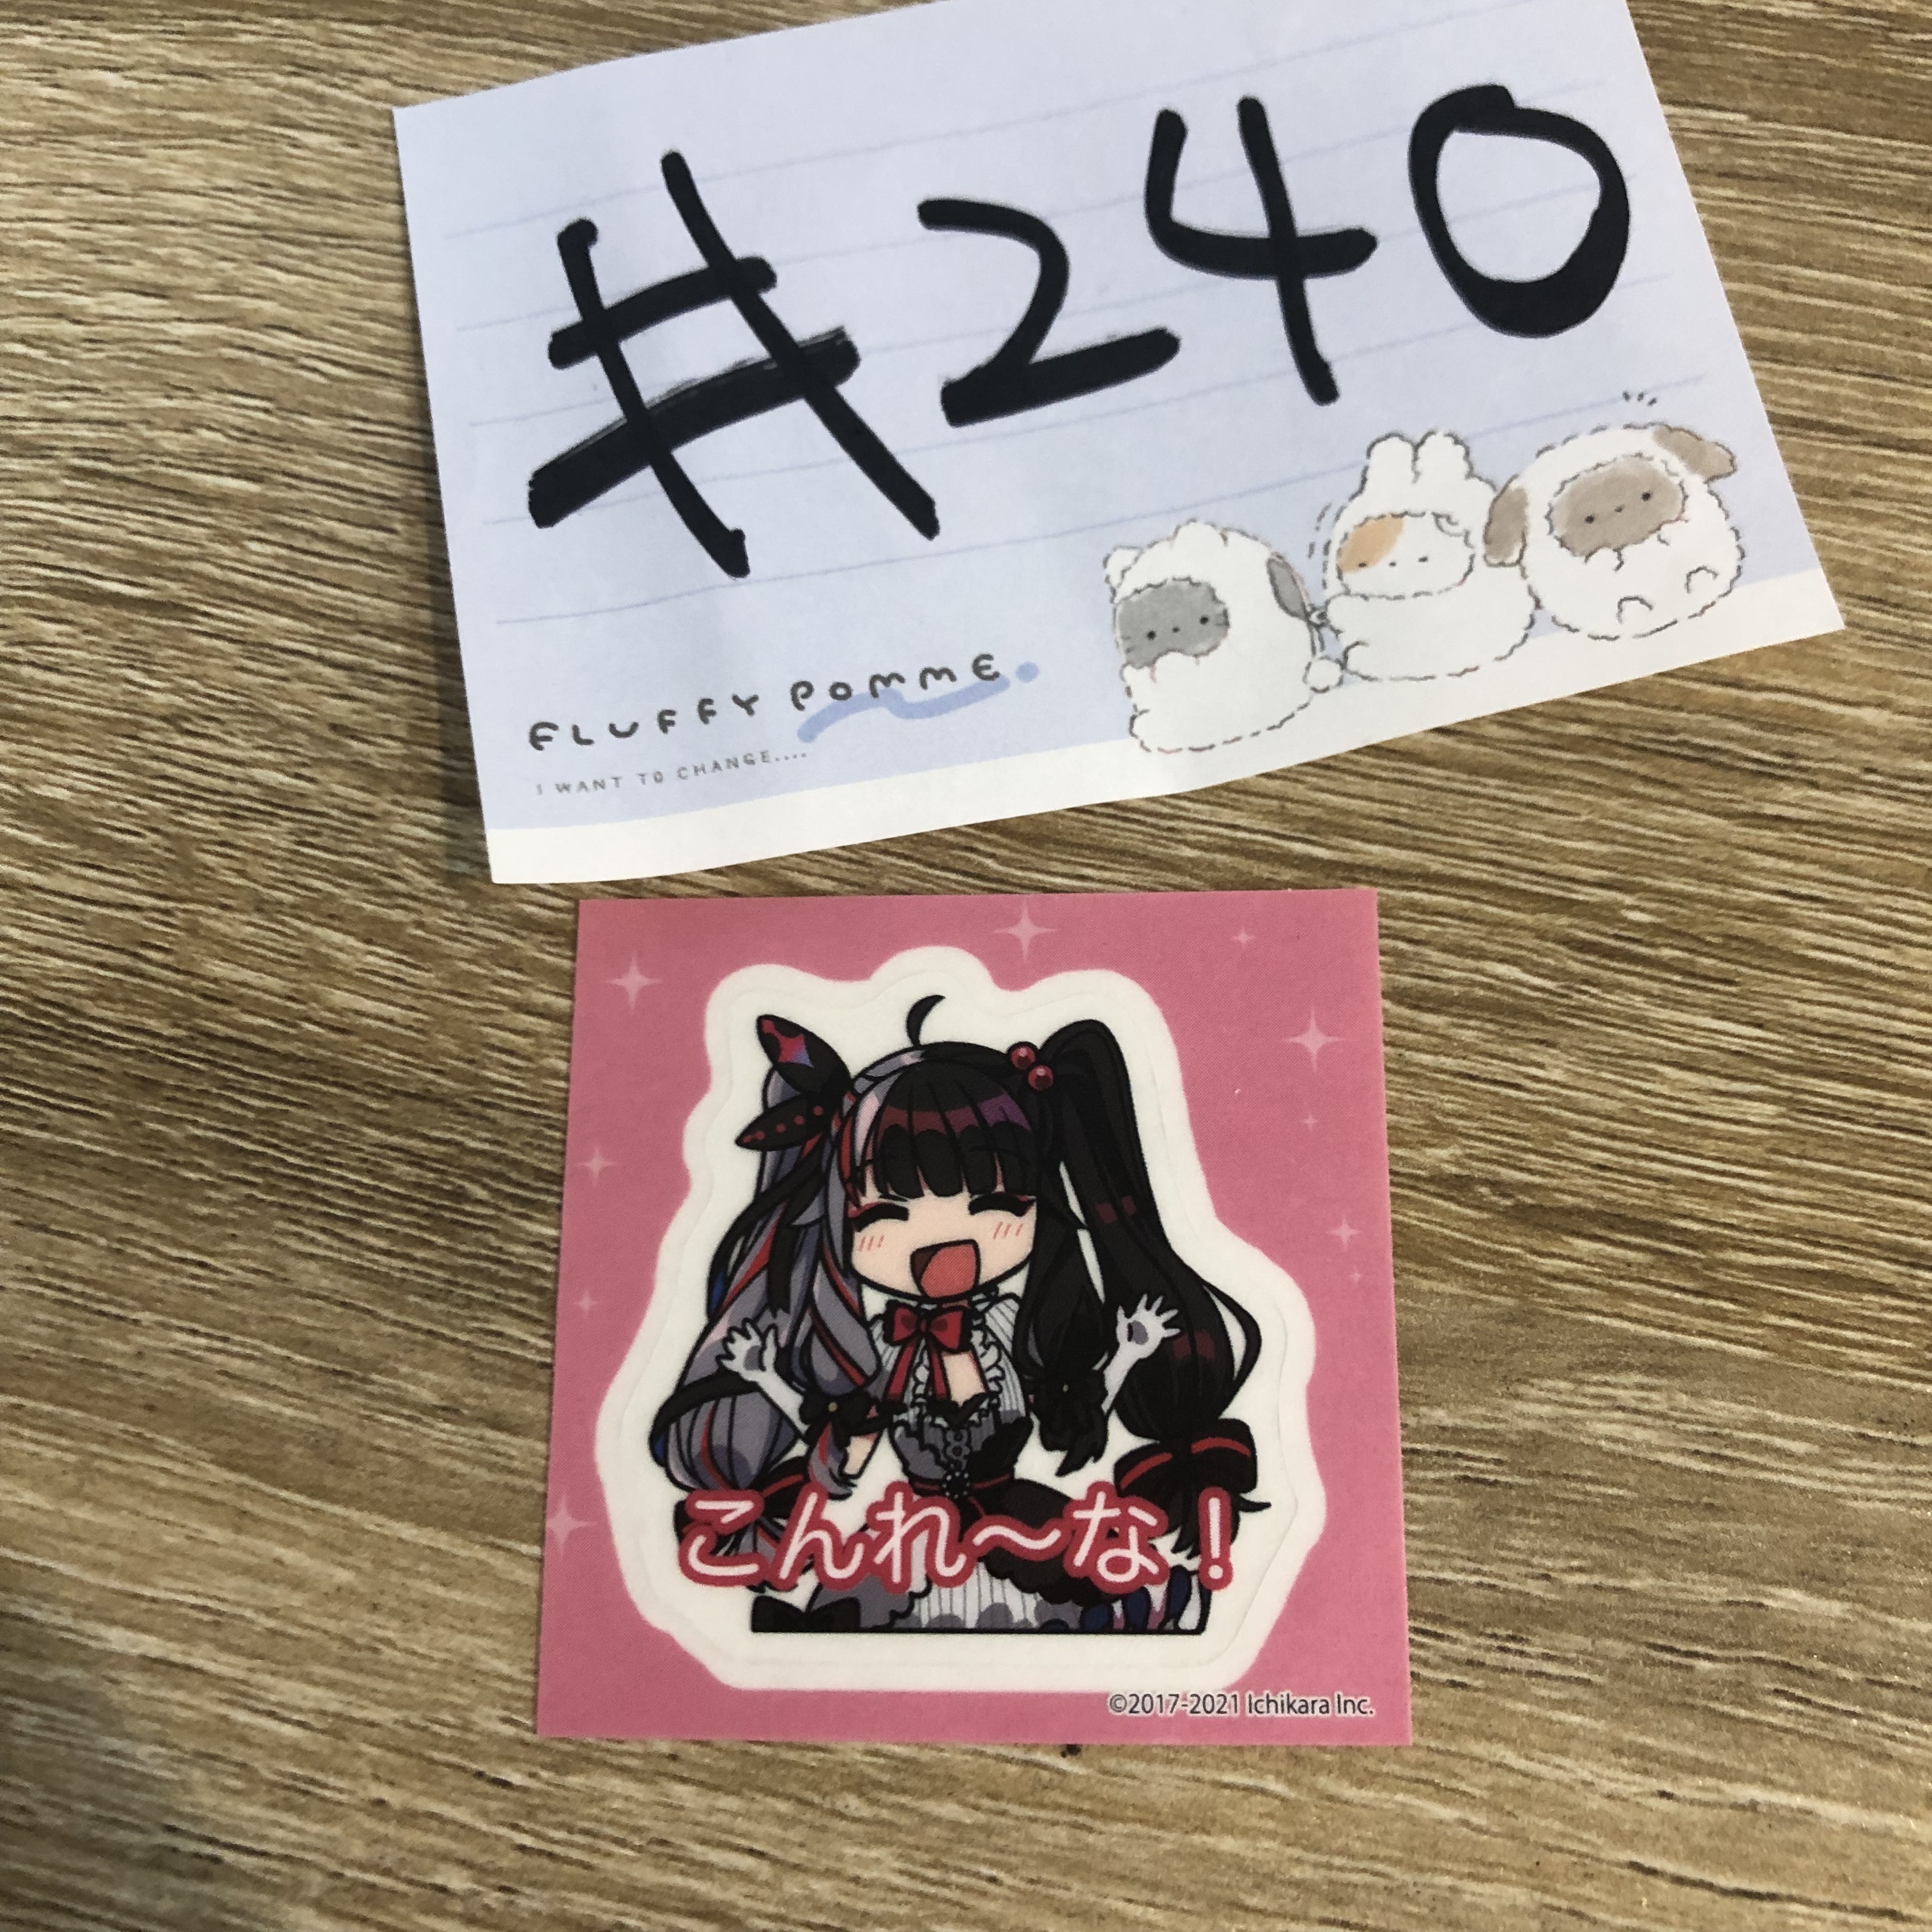 #240
FLUFFY POMME.
I WANT TO CHANGE....
こんれ～な！
©2017-2021 Ichikara Inc.